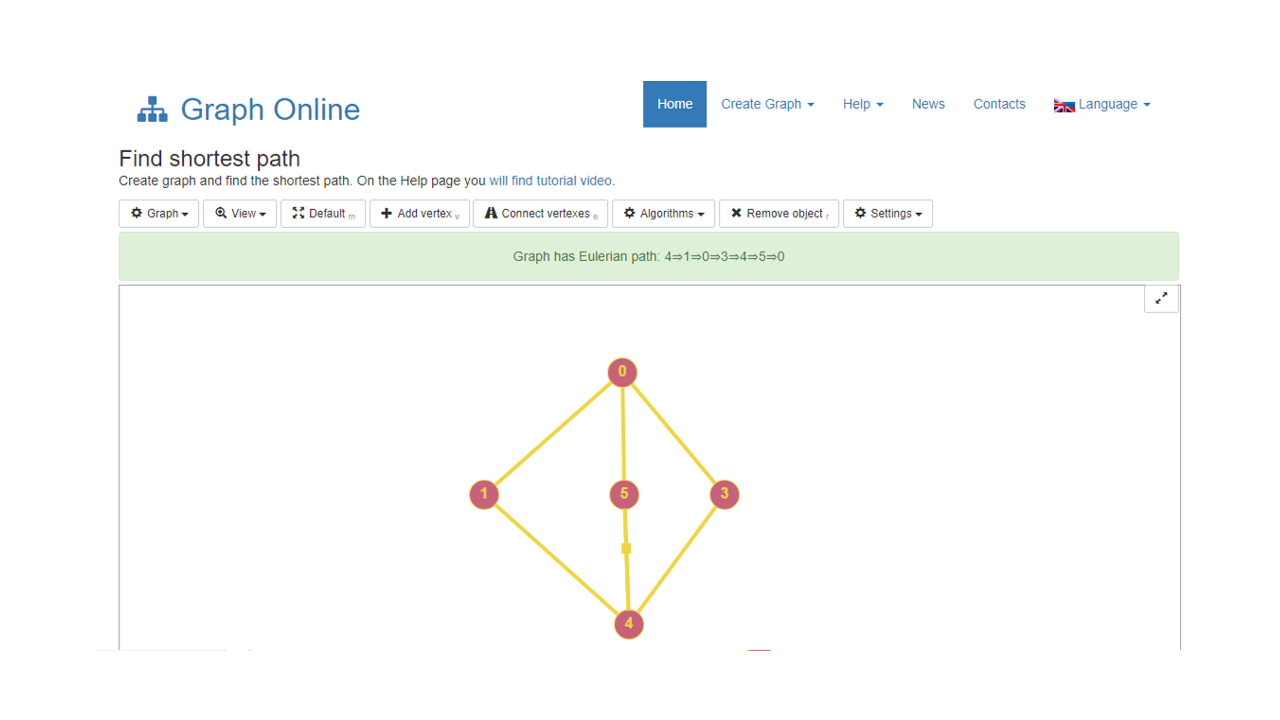 Graph Online
Home Create Graph Help News Contacts Language
Find shortest path
Create graph and find the shortest path. On the Help page you will find tutorial video.
Graph View Default m Add vertex v Connect vertexes e Algorithms Remove object r Settings
Graph has Eulerian path: 4⇒1⇒0⇒3⇒4⇒5⇒0
0
1 5 3
4